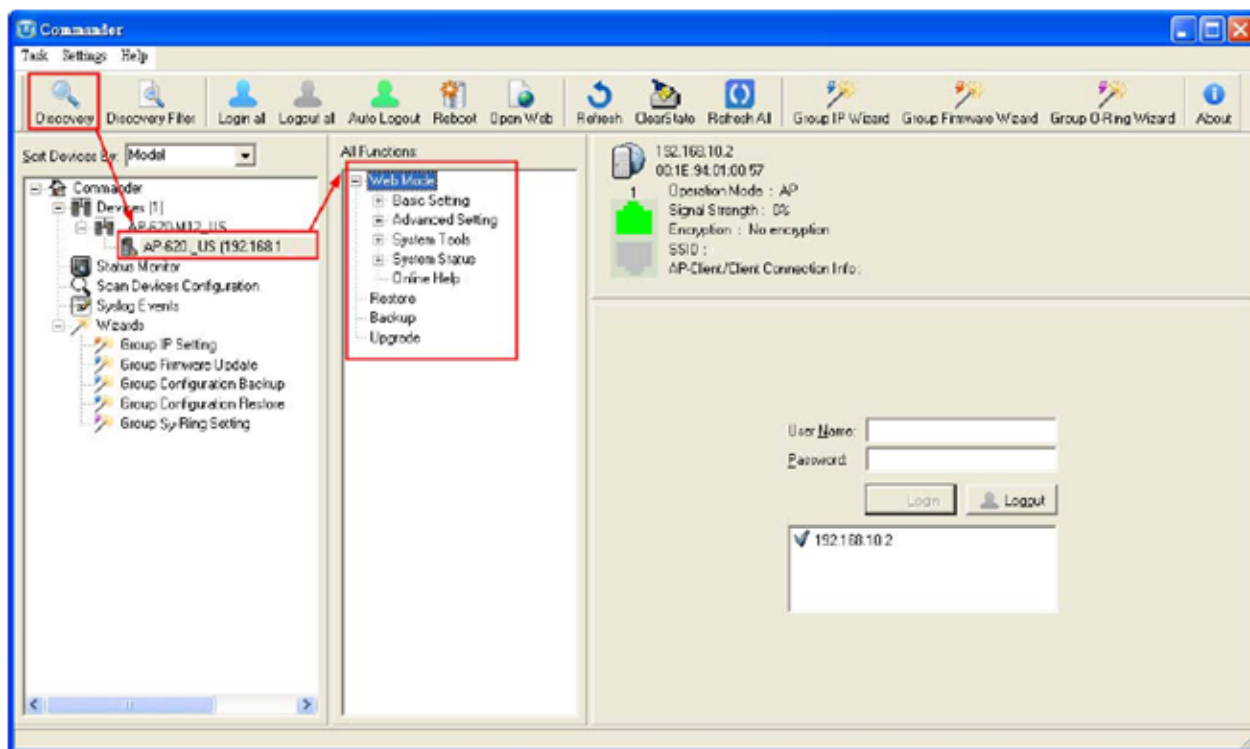 Commander
Task Settings Help
Discovery Discovery Filter Login all Logout all Auto Logout Reboot Open Web Refresh ClearState Refresh All Group IP Wizard Group Firmware Wizard Group O-Ring Wizard About
Sort Devices By: Model
Commander
Devices (1)
AP-620-M12_US
AP-620_US (192.168.1
Status Monitor
Scan Devices Configuration
Syslog Events
Wizards
Group IP Setting
Group Firmware Update
Group Configuration Backup
Group Configuration Restore
Group Sy-Ring Setting
All Functions:
Web Mode
Basic Setting
Advanced Setting
System Tools
System Status
Online Help
Restore
Backup
Upgrade
192.168.10.2
00:1E:94:01:00:57
1
Operation Mode : AP
Signal Strength : 0%
Encryption : No encryption
SSID :
AP-Client/Client Connection Info:
User Name:
Password:
Login Logout
192.168.10.2